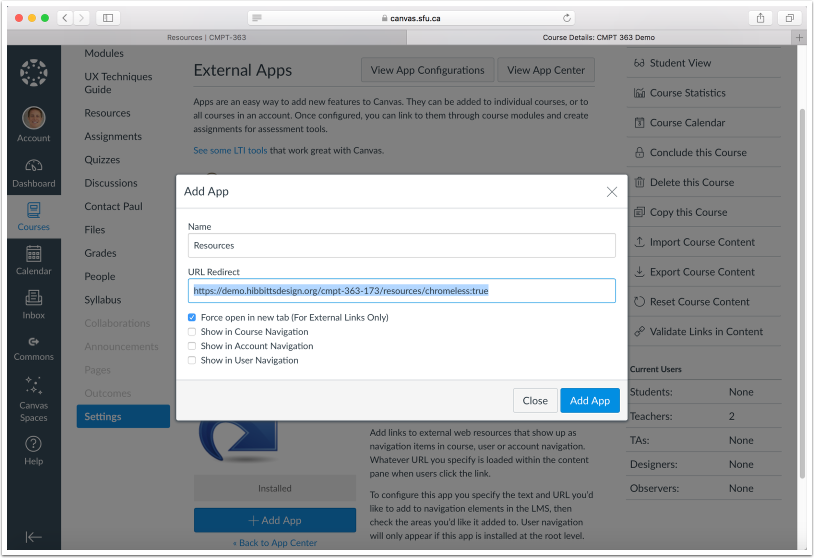 canvas.sfu.ca
Resources | CMPT-363
Course Details: CMPT 363 Demo
Account
Dashboard
Courses
Calendar
Inbox
Commons
Canvas
Spaces
Help
Modules
UX Techniques
Guide
Resources
Assignments
Quizzes
Discussions
Contact Paul
Files
Grades
People
Syllabus
Collaborations
Announcements
Pages
Outcomes
Settings
External Apps
View App Configurations
View App Center
Apps are an easy way to add new features to Canvas. They can be added to individual courses, or to
all courses in an account. Once configured, you can link to them through course modules and create
assignments for assessment tools.
See some LTI tools that work great with Canvas.
Add App
Name
Resources
URL Redirect
https://demo.hibbittsdesign.org/cmpt-363-173/resources/chromeless:true
Force open in new tab (For External Links Only)
Show in Course Navigation
Show in Account Navigation
Show in User Navigation
Close
Add App
Installed
+ Add App
« Back to App Center
Add links to external web resources that show up as
navigation items in course, user or account navigation.
Whatever URL you specify is loaded within the content
pane when users click the link.
To configure this app you specify the text and URL you'd
like to add to navigation elements in the LMS, then
check the areas you'd like it added to. User navigation
will only appear if this app is installed at the root level.
Student View
Course Statistics
Course Calendar
Conclude this Course
Delete this Course
Copy this Course
Import Course Content
Export Course Content
Reset Course Content
Validate Links in Content
Current Users
Students: None
Teachers: 2
TAs: None
Designers: None
Observers: None